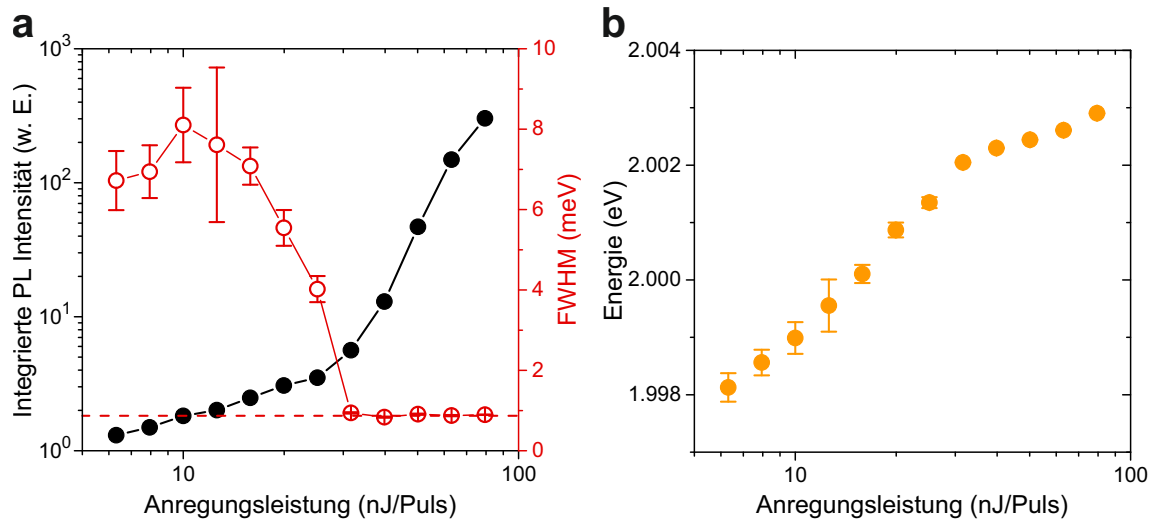 a
Integrierte PL Intensität (w. E.)
10³
10²
10¹
10⁰
10
100
Anregungsleistung (nJ/Puls)
10
8
6
4
2
0
FWHM (meV)
b
Energie (eV)
2.004
2.002
2.000
1.998
10
100
Anregungsleistung (nJ/Puls)